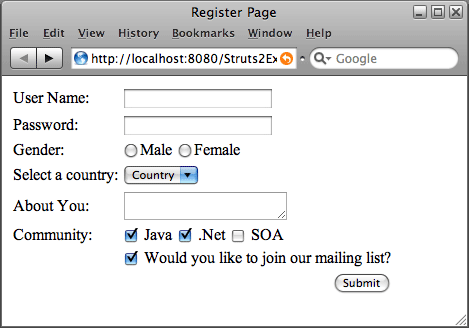 Register Page
File Edit View History Bookmarks Window Help
http://localhost:8080/Struts2Ex Google
User Name:
Password:
Gender: Male Female
Select a country: Country
About You:
Community: Java .Net SOA
Would you like to join our mailing list?
Submit